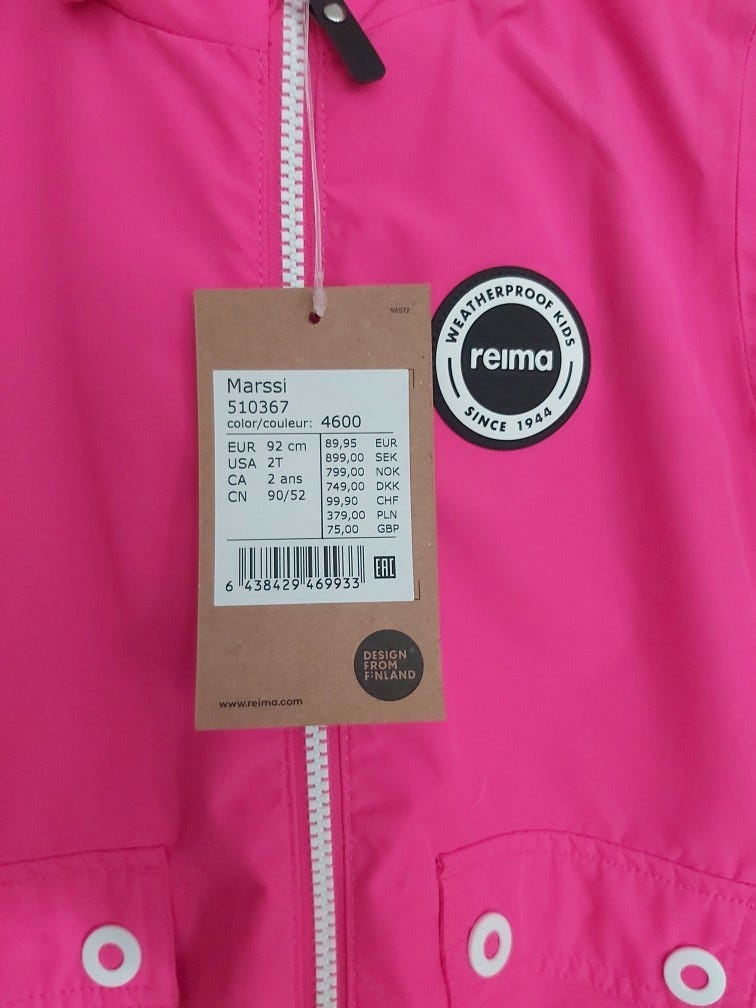 96572
WEATHERPROOF KIDS
reima
SINCE 1944
Marssi
510367
color/couleur: 4600
EUR 92 cm
USA 2T
CA 2 ans
CN 90/52
89,95 EUR
899,00 SEK
799,00 NOK
749,00 DKK
99,90 CHF
379,00 PLN
75,00 GBP
6 438429 469933
EAC
DESIGN
FROM
FINLAND
www.reima.com